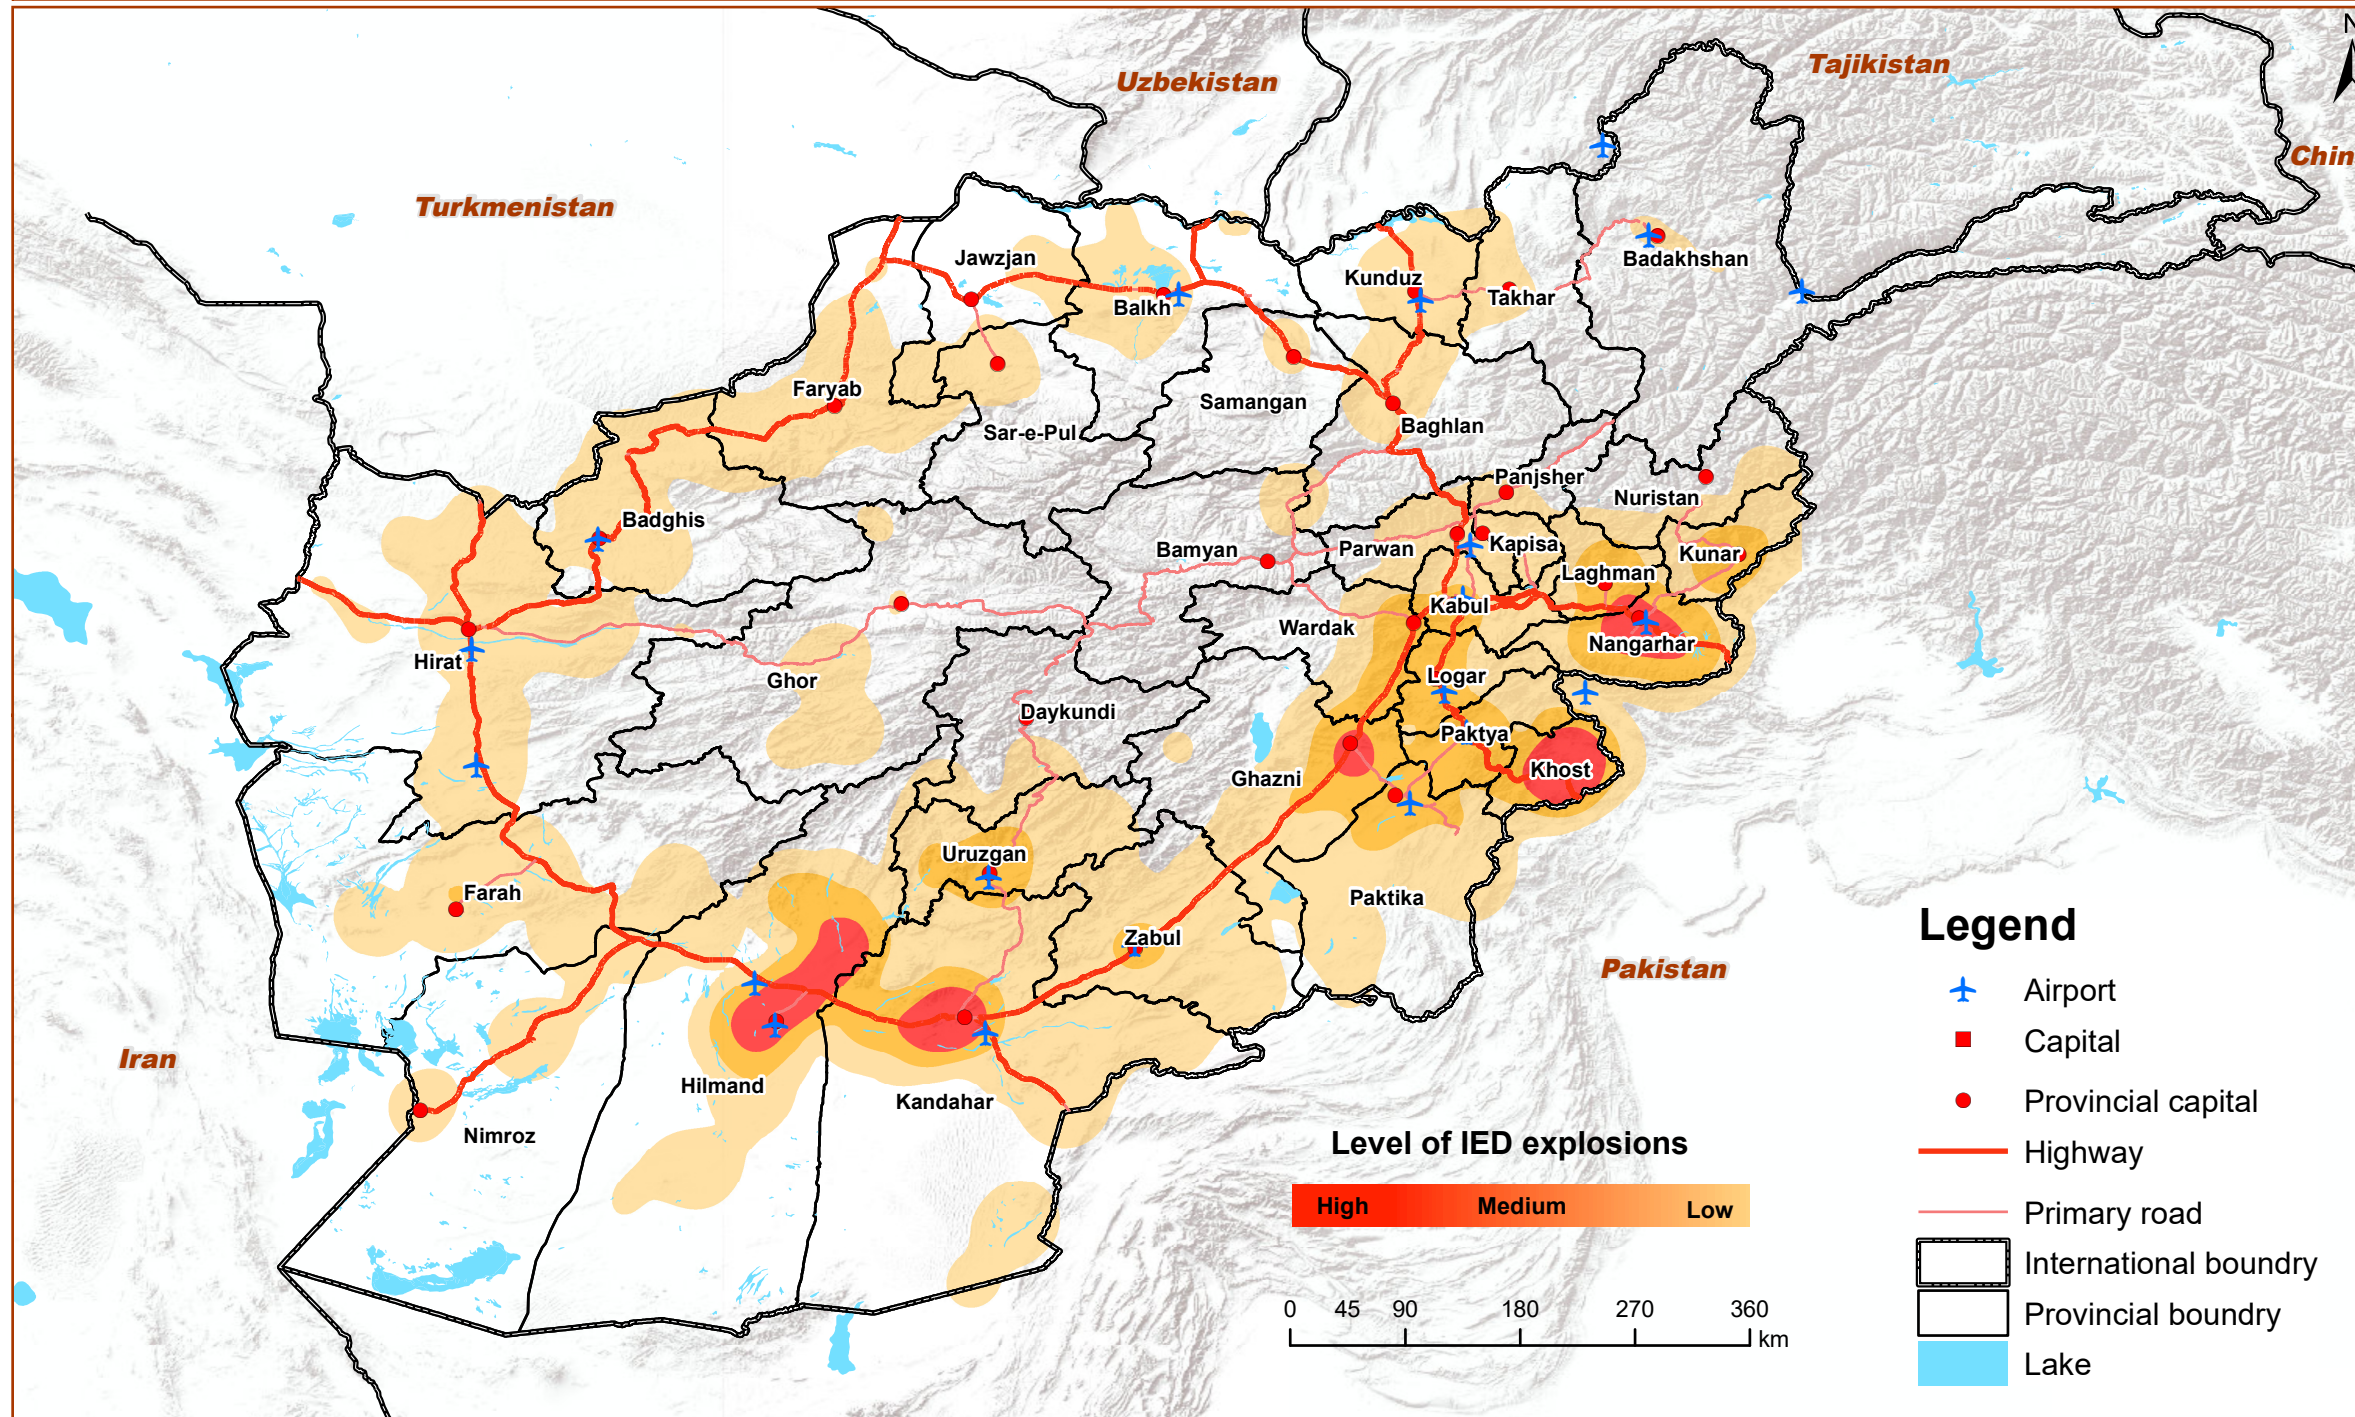 N
Uzbekistan
Tajikistan
Chin
Turkmenistan
Jawzjan
Balkh
Kunduz
Takhar
Badakhshan
Faryab
Samangan
Sar-e-Pul
Baghlan
Panjsher
Nuristan
Badghis
Bamyan
Parwan
Kapisa
Kunar
Laghman
Kabul
Wardak
Nangarhar
Hirat
Ghor
Logar
Daykundi
Paktya
Ghazni
Khost
Uruzgan
Farah
Paktika
Zabul
Pakistan
Iran
Hilmand
Kandahar
Nimroz
Level of IED explosions
High Medium Low
0 45 90 180 270 360
km
Legend
Airport
Capital
Provincial capital
Highway
Primary road
International boundry
Provincial boundry
Lake